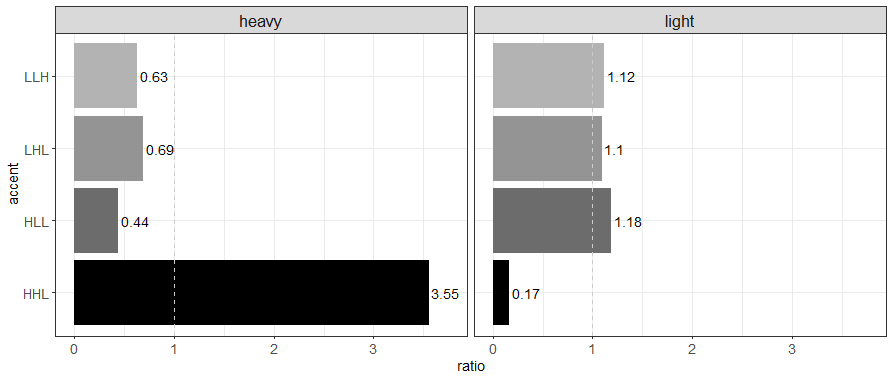 heavy light
accent
LLH 0.63 1.12
LHL 0.69 1.1
HLL 0.44 1.18
HHL 3.55 0.17
0 1 2 3 0 1 2 3
ratio